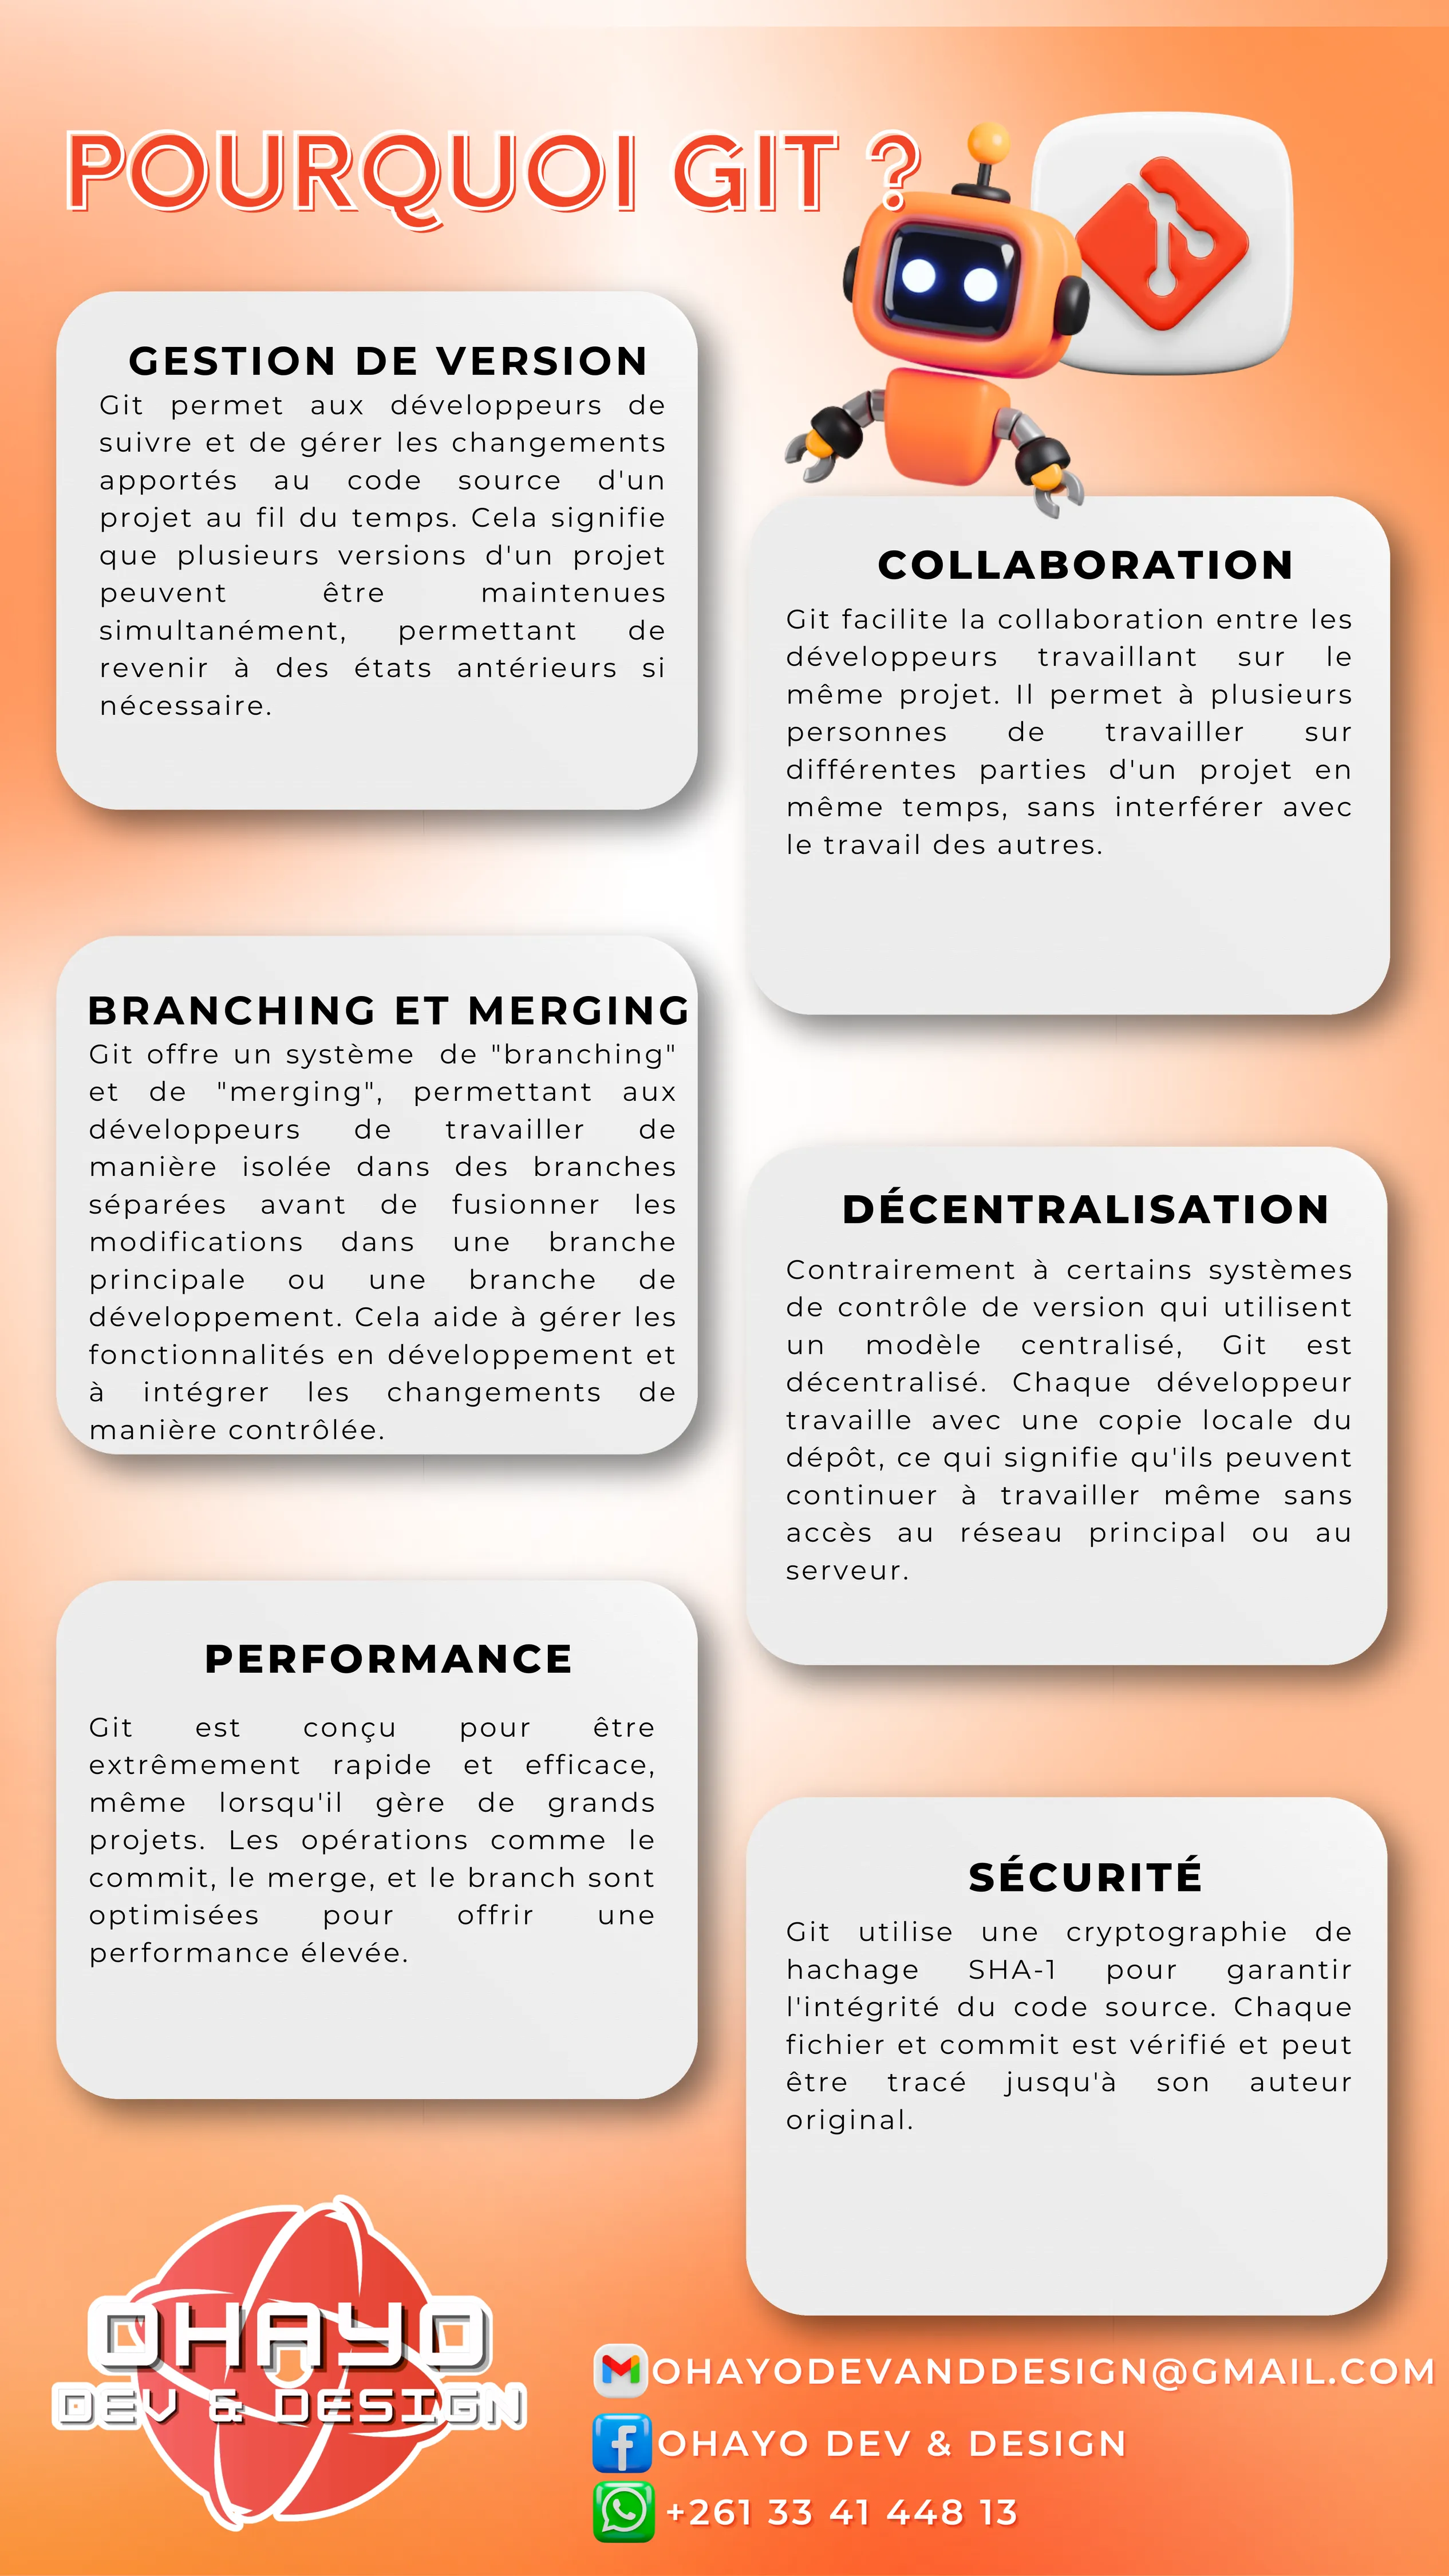 POURQUOI GIT ?
GESTION DE VERSION
Git permet aux développeurs de
suivre et de gérer les changements
apportés au code source d'un
projet au fil du temps. Cela signifie
que plusieurs versions d'un projet
peuvent être maintenues
simultanément, permettant de
revenir à des états antérieurs si
nécessaire.
COLLABORATION
Git facilite la collaboration entre les
développeurs travaillant sur le
même projet. Il permet à plusieurs
personnes de travailler sur
différentes parties d'un projet en
même temps, sans interférer avec
le travail des autres.
BRANCHING ET MERGING
Git offre un système de "branching"
et de "merging", permettant aux
développeurs de travailler de
manière isolée dans des branches
séparées avant de fusionner les
modifications dans une branche
principale ou une branche de
développement. Cela aide à gérer les
fonctionnalités en développement et
à intégrer les changements de
manière contrôlée.
DÉCENTRALISATION
Contrairement à certains systèmes
de contrôle de version qui utilisent
un modèle centralisé, Git est
décentralisé. Chaque développeur
travaille avec une copie locale du
dépôt, ce qui signifie qu'ils peuvent
continuer à travailler même sans
accès au réseau principal ou au
serveur.
PERFORMANCE
Git est conçu pour être
extrêmement rapide et efficace,
même lorsqu'il gère de grands
projets. Les opérations comme le
commit, le merge, et le branch sont
optimisées pour offrir une
performance élevée.
SÉCURITÉ
Git utilise une cryptographie de
hachage SHA-1 pour garantir
l'intégrité du code source. Chaque
fichier et commit est vérifié et peut
être tracé jusqu'à son auteur
original.
OHAYO
DEV & DESIGN
OHAYODEVANDDESIGN@GMAIL.COM
OHAYO DEV & DESIGN
+261 33 41 448 13